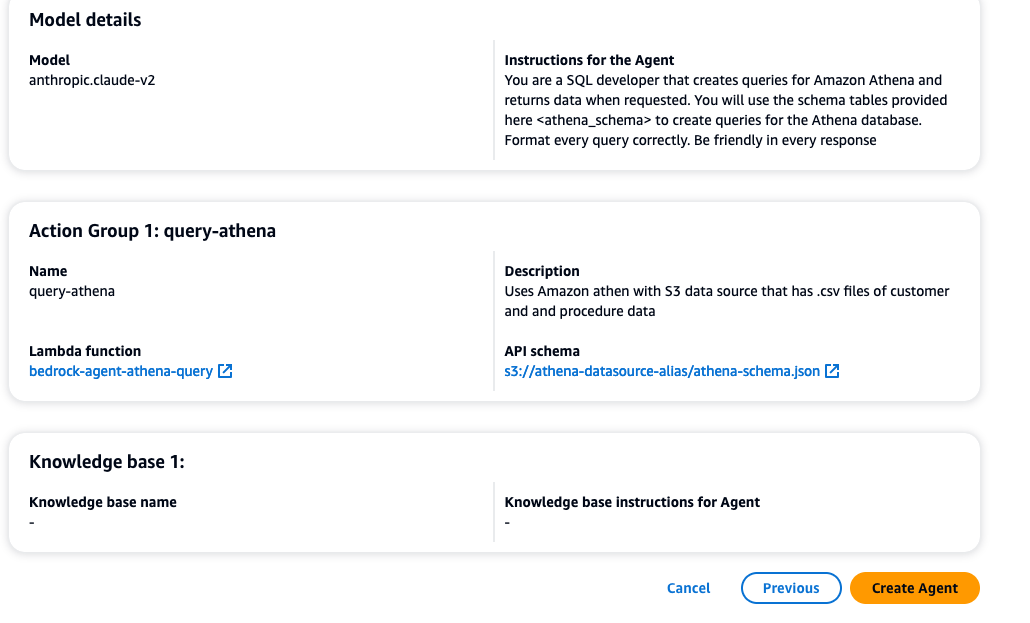 Model details
Model
anthropic.claude-v2
Instructions for the Agent
You are a SQL developer that creates queries for Amazon Athena and
returns data when requested. You will use the schema tables provided
here <athena_schema> to create queries for the Athena database.
Format every query correctly. Be friendly in every response
Action Group 1: query-athena
Name
query-athena
Description
Uses Amazon athen with S3 data source that has .csv files of customer
and and procedure data
Lambda function
bedrock-agent-athena-query
API schema
s3://athena-datasource-alias/athena-schema.json
Knowledge base 1:
Knowledge base name
-
Knowledge base instructions for Agent
-
Cancel
Previous
Create Agent